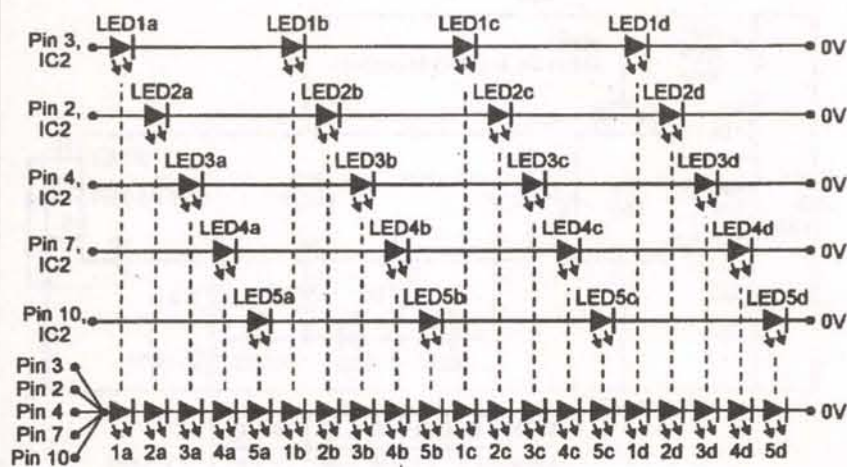 LED1a LED1b LED1c LED1d
Pin 3, IC2 0V
LED2a LED2b LED2c LED2d
Pin 2, IC2 0V
LED3a LED3b LED3c LED3d
Pin 4, IC2 0V
LED4a LED4b LED4c LED4d
Pin 7, IC2 0V
LED5a LED5b LED5c LED5d
Pin 10, IC2 0V
Pin 3
Pin 2
Pin 4 0V
Pin 7
Pin 10 1a 2a 3a 4a 5a 1b 2b 3b 4b 5b 1c 2c 3c 4c 5c 1d 2d 3d 4d 5d